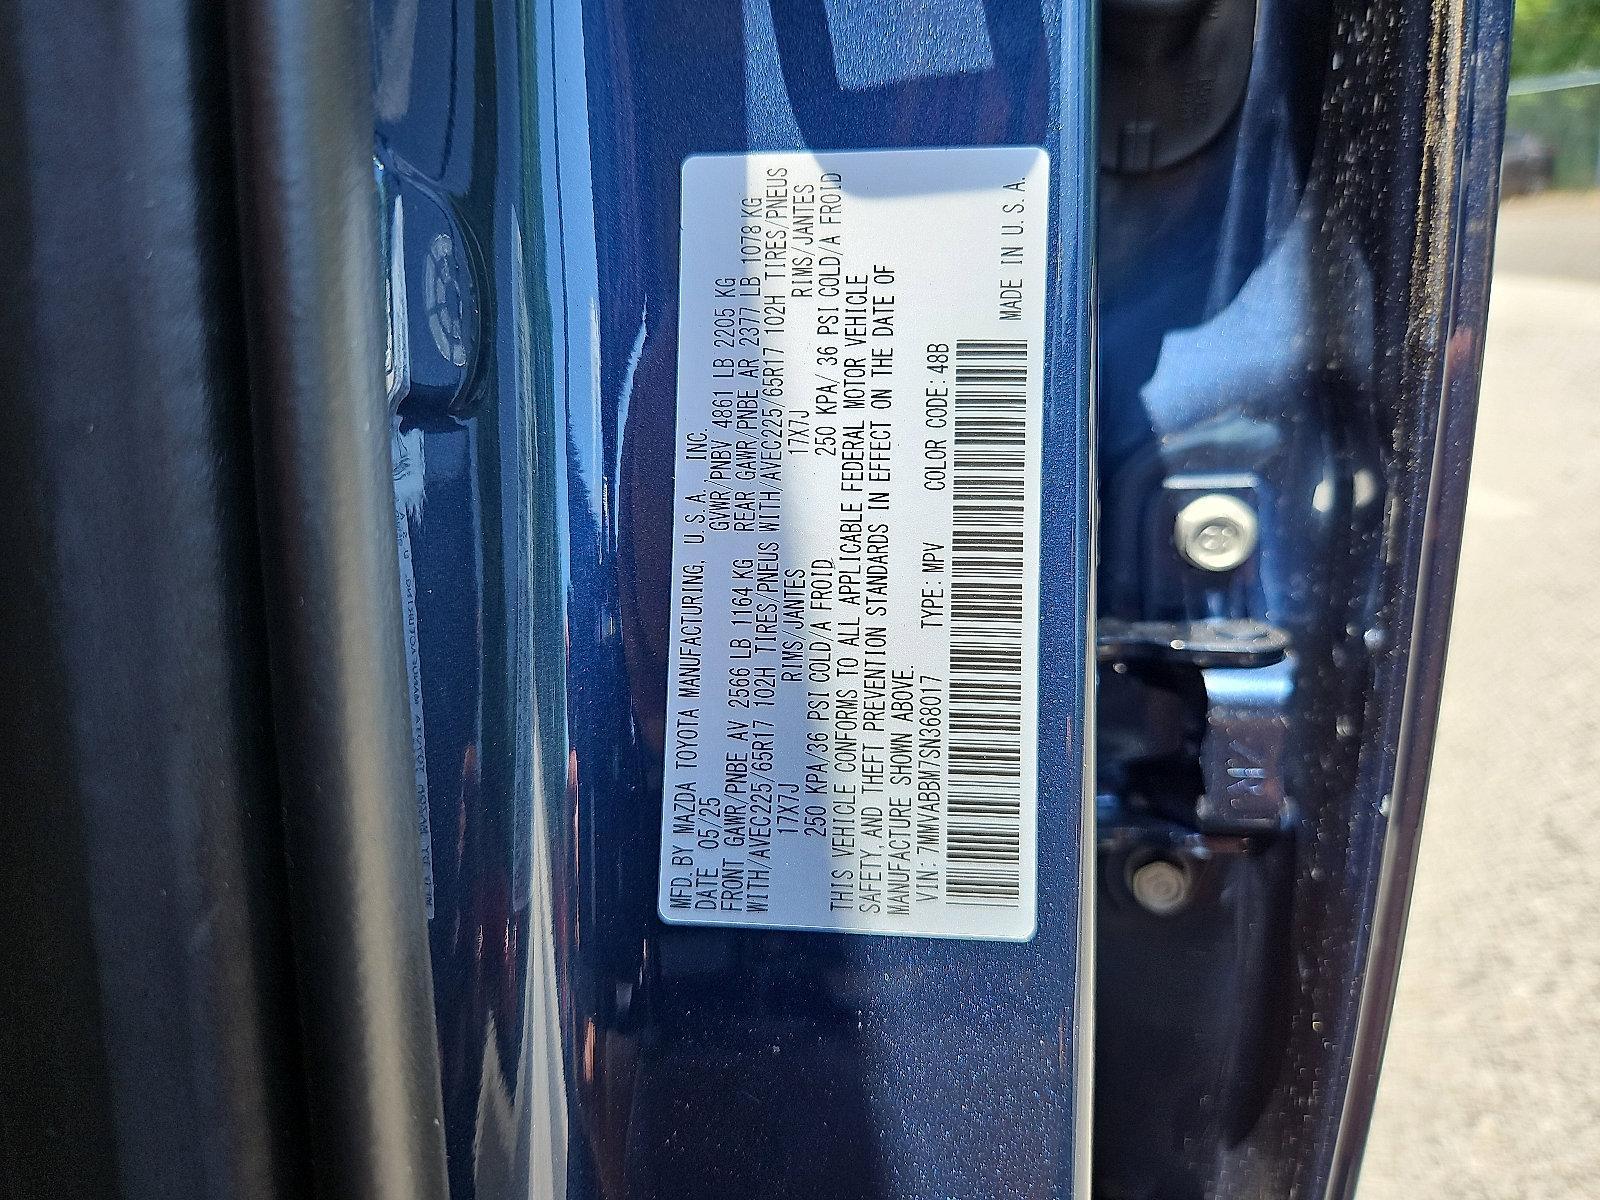 MFD. BY MAZDA TOYOTA MANUFACTURING, U.S.A., INC.
DATE 05/25 GVWR/PNBV 4861 LB 2205 KG
FRONT GAWR/PNBE AV 2566 LB 1164 KG REAR GAWR/PNBE AR 2377 LB 1078 KG
WITH/AVEC225/65R17 102H TIRES/PNEUS WITH/AVEC225/65R17 102H TIRES/PNEUS
17X7J RIMS/JANTES 17X7J RIMS/JANTES
250 KPA/36 PSI COLD/A FROID 250 KPA/ 36 PSI COLD/A FROID
THIS VEHICLE CONFORMS TO ALL APPLICABLE FEDERAL MOTOR VEHICLE
SAFETY, AND THEFT PREVENTION STANDARDS IN EFFECT ON THE DATE OF
MANUFACTURE SHOWN ABOVE.
VIN: 7MMVABBM7SN368017 TYPE: MPV COLOR CODE: 48B
MADE IN U.S.A.